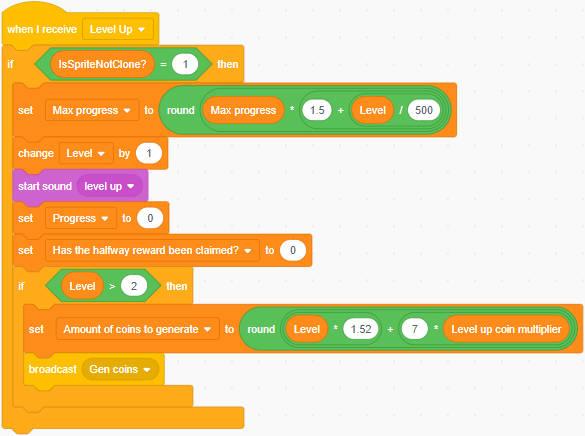 when I receive Level Up
if IsSpriteNotClone? = 1 then
set Max progress to round Max progress * 1.5 + Level / 500
change Level by 1
start sound level up
set Progress to 0
set Has the halfway reward been claimed? to 0
if Level > 2 then
set Amount of coins to generate to round Level * 1.52 + 7 * Level up coin multiplier
broadcast Gen coins